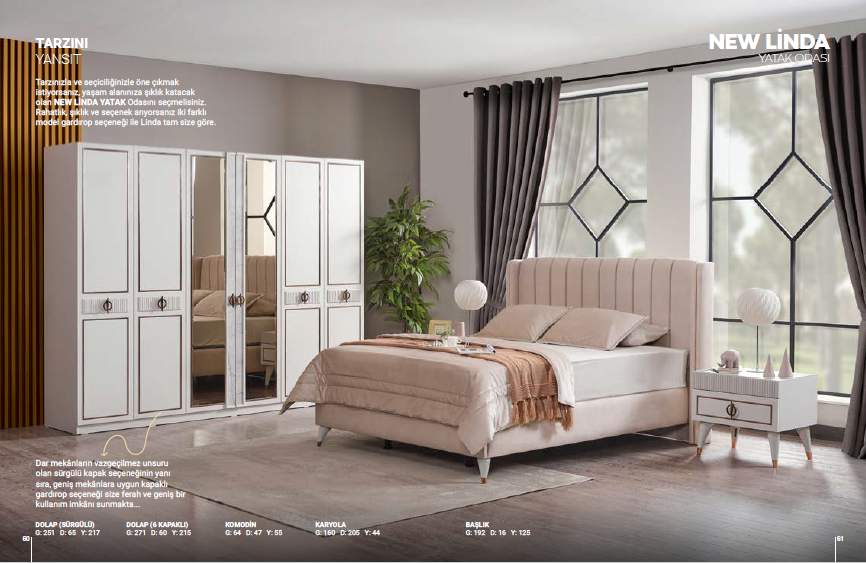 TARZINI
YANSIT
Tarzınızla ve seçiciliğinizle öne çıkmak
istiyorsanız, yaşam alanınıza şıklık katacak
olan NEW LİNDA YATAK Odasını seçmelisiniz.
Rahatlık, şıklık ve seçenek arıyorsanız iki farklı
model gardırop seçeneği ile Linda tam size göre.
NEW LİNDA
YATAK ODASI
Dar mekânların vazgeçilmez unsuru
olan sürgülü kapak seçeneğinin yanı
sıra, geniş mekânlara uygun kapaklı
gardırop seçeneği size ferah ve geniş bir
kullanım imkânı sunmakta...
DOLAP (SÜRGÜLÜ)
G: 251 D: 65 Y: 217
DOLAP (6 KAPAKLI)
G: 271 D: 60 Y: 215
KOMODİN
G: 64 D: 47 Y: 55
KARYOLA
G: 160 D: 205 Y: 44
BAŞLIK
G: 192 D: 16 Y: 125
60
61